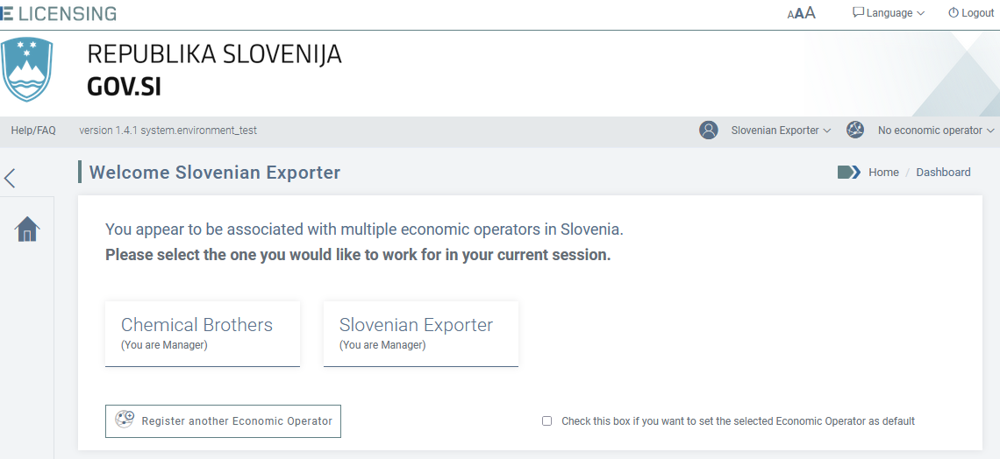 E LICENSING
AAA
Language
Logout
REPUBLIKA SLOVENIJA
GOV.SI
Help/FAQ
version 1.4.1 system.environment_test
Slovenian Exporter
No economic operator
Welcome Slovenian Exporter
Home / Dashboard
You appear to be associated with multiple economic operators in Slovenia.
Please select the one you would like to work for in your current session.
Chemical Brothers
(You are Manager)
Slovenian Exporter
(You are Manager)
Register another Economic Operator
Check this box if you want to set the selected Economic Operator as default